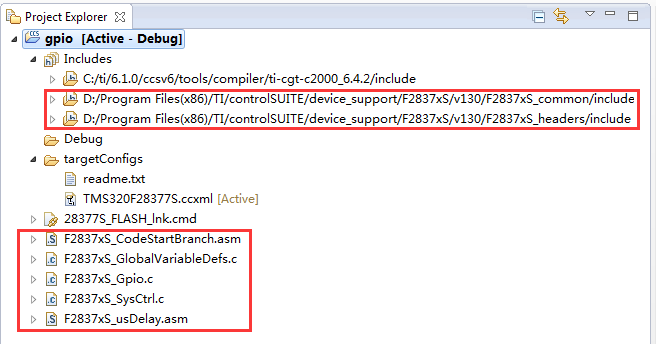 Project Explorer
gpio [Active - Debug]
Includes
C:/ti/6.1.0/ccsv6/tools/compiler/ti-cgt-c2000_6.4.2/include
D:/Program Files(x86)/TI/controlSUITE/device_support/F2837xS/v130/F2837xS_common/include
D:/Program Files(x86)/TI/controlSUITE/device_support/F2837xS/v130/F2837xS_headers/include
Debug
targetConfigs
readme.txt
TMS320F28377S.ccxml [Active]
28377S_FLASH_lnk.cmd
F2837xS_CodeStartBranch.asm
F2837xS_GlobalVariableDefs.c
F2837xS_Gpio.c
F2837xS_SysCtrl.c
F2837xS_usDelay.asm